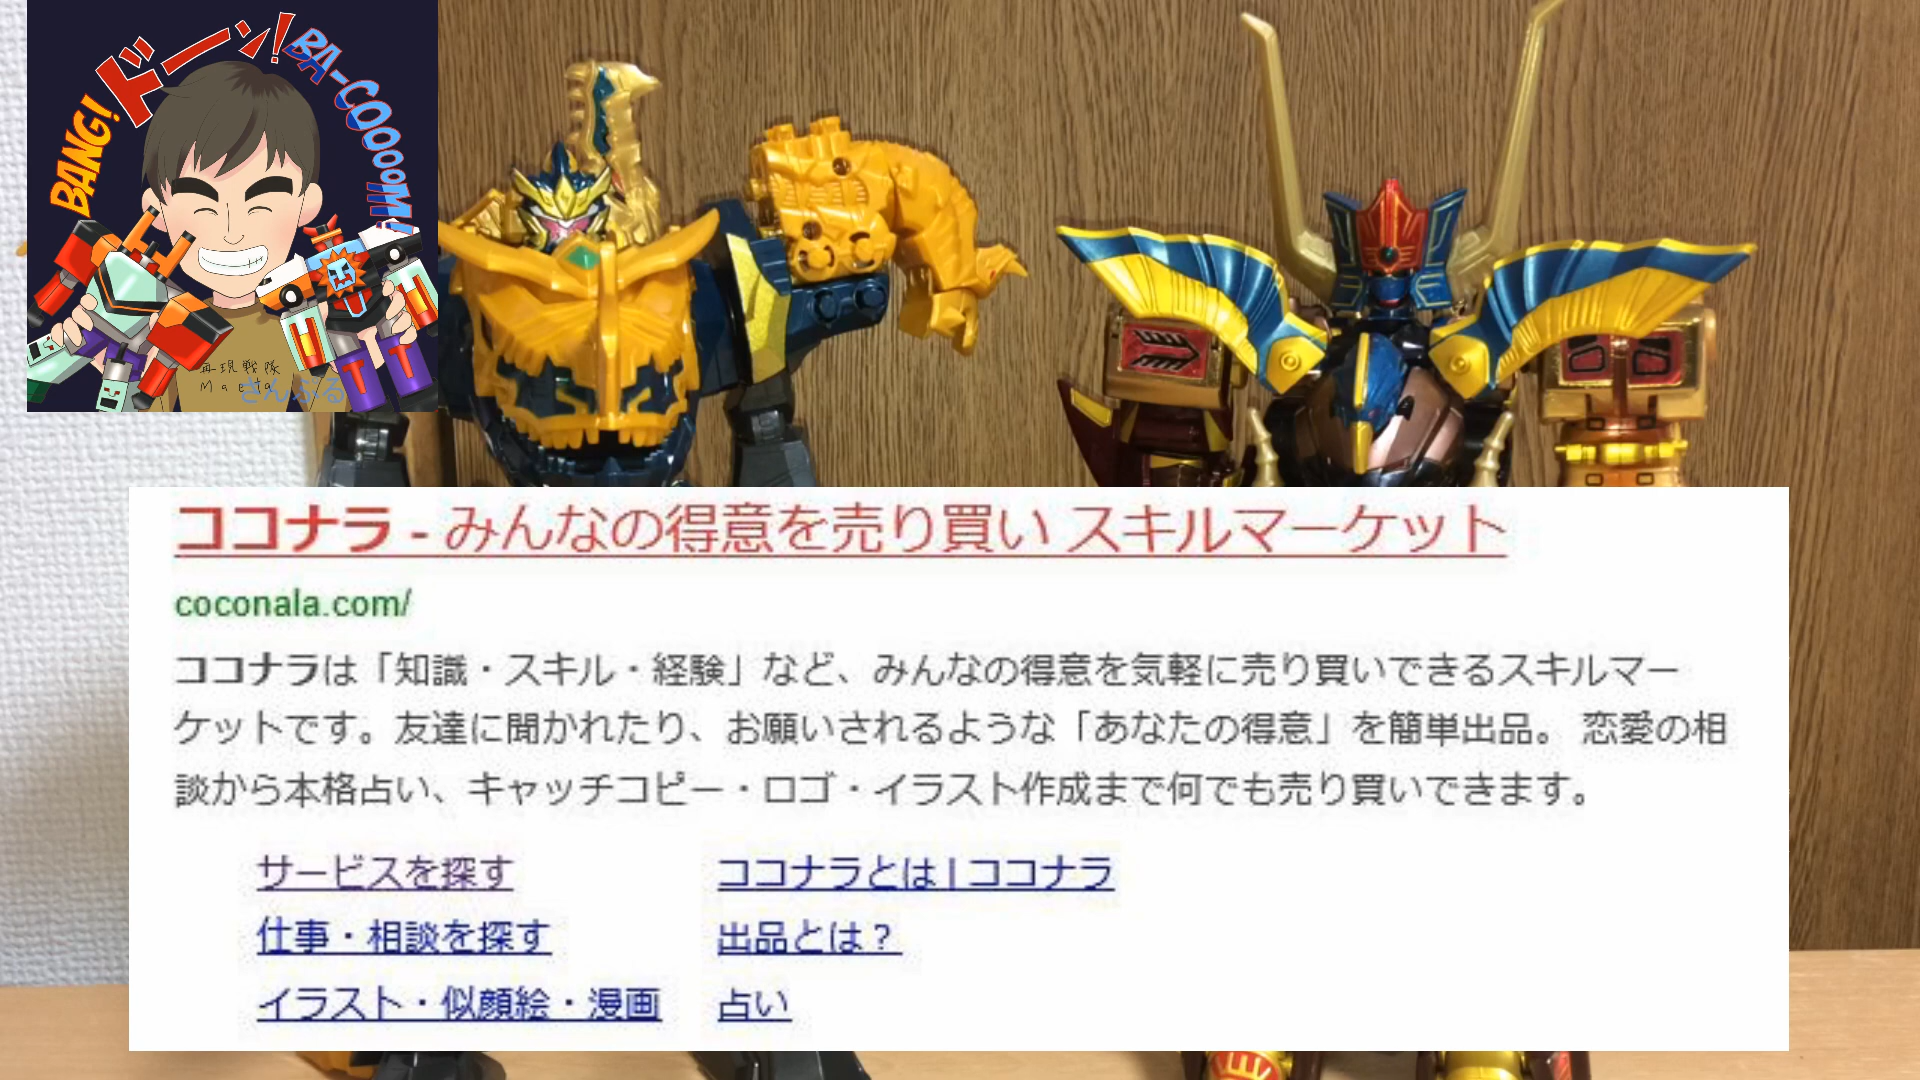 BANG!
ドーン!
BA-COOooM!
再現戦隊
Maeta
さんぷる
ココナラ - みんなの得意を売り買い スキルマーケット
coconala.com/
ココナラは「知識・スキル・経験」など、みんなの得意を気軽に売り買いできるスキルマー
ケットです。友達に聞かれたり、お願いされるような「あなたの得意」を簡単出品。 恋愛の相
談から本格占い、キャッチコピー・ロゴ・イラスト作成まで何でも売り買いできます。
サービスを探す
ココナラとは | ココナラ
仕事・相談を探す
出品とは?
イラスト・似顔絵・漫画
占い